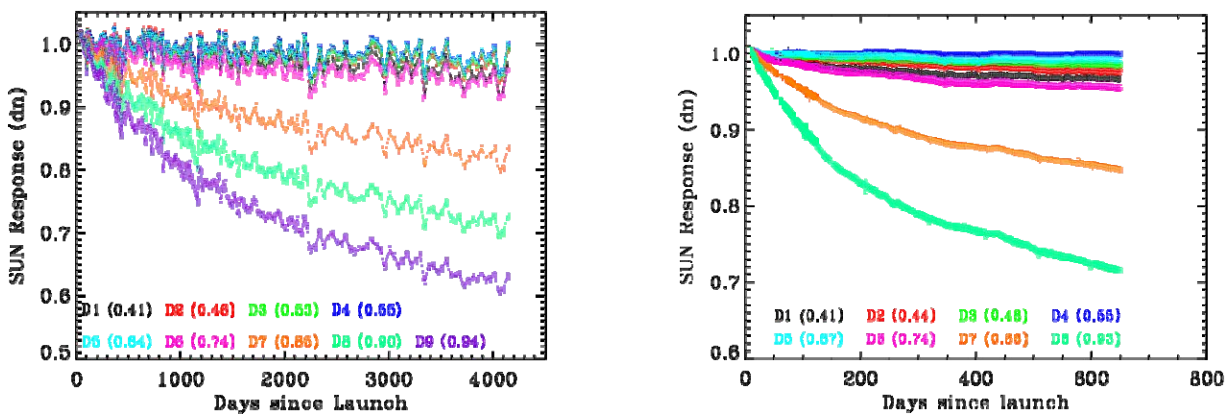 SUN Response (dn)
1.0
0.9
0.8
0.7
0.6
0.5
D1 (0.41) D2 (0.46) D3 (0.53) D4 (0.55)
D5 (0.64) D6 (0.74) D7 (0.86) D8 (0.90) D9 (0.94)
0 1000 2000 3000 4000
Days since Launch
SUN Response (dn)
1.0
0.9
0.8
0.7
0.6
D1 (0.41) D2 (0.44) D3 (0.48) D4 (0.55)
D5 (0.67) D6 (0.74) D7 (0.86) D8 (0.93)
0 200 400 600 800
Days since launch